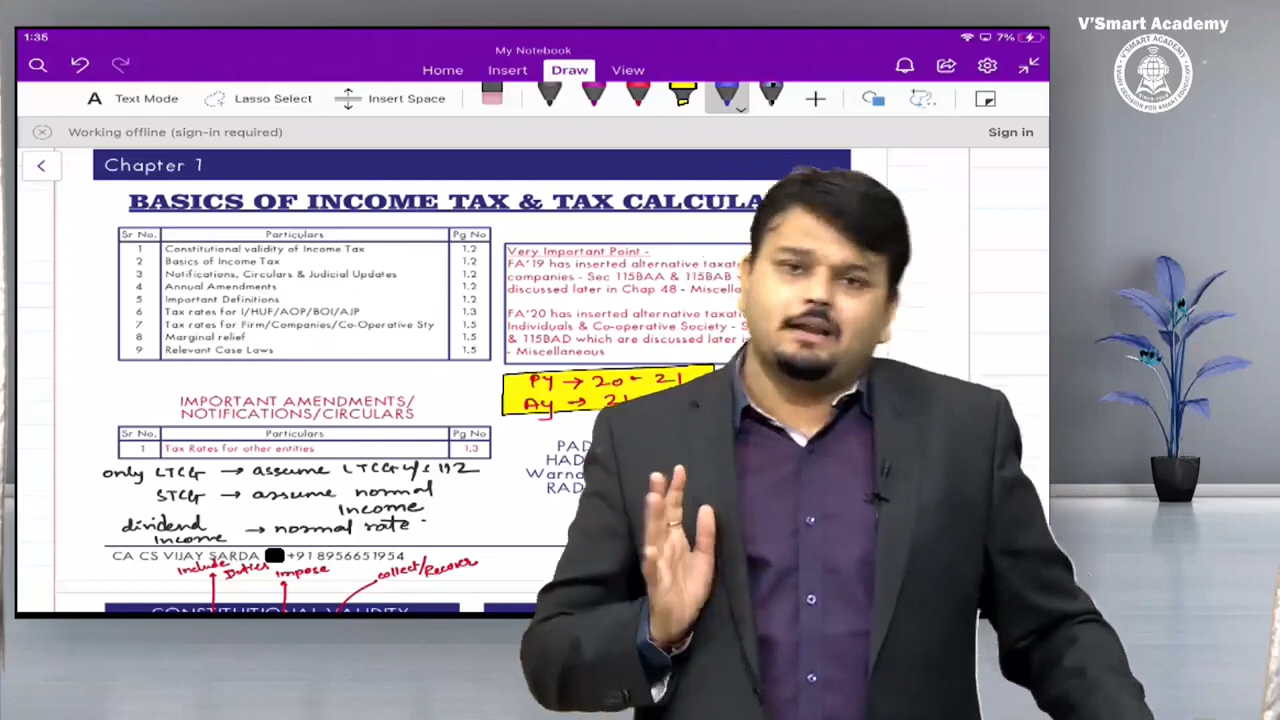 V'Smart Academy
1:35
7%
My Notebook
Home Insert Draw View
Text Mode Lasso Select Insert Space
Working offline (sign-in required) Sign in
Chapter 1
BASICS OF INCOME TAX & TAX CALCULA
Sr No. Particulars Pg No
1 Constitutional validity of Income Tax 1.2
2 Basics of Income Tax 1.2
3 Notifications, Circulars & Judicial Updates 1.2
4 Annual Amendments 1.2
5 Important Definitions 1.2
6 Tax rates for I/HUF/AOP/BOI/AJP 1.3
7 Tax rates for Firm/Companies/Co-Operative Sty 1.5
8 Marginal relief 1.5
9 Relevant Case Laws 1.5
Very Important Point -
FA'19 has inserted alternative taxat
companies - Sec 115BAA & 115BAB -
discussed later in Chap 48 - Miscella
FA'20 has inserted alternative taxat
Individuals & Co-operative Society - S
& 115BAD which are discussed later
- Miscellaneous
PY → 20 - 21
AY → 21
IMPORTANT AMENDMENTS/
NOTIFICATIONS/CIRCULARS
Sr No. Particulars Pg No
1 Tax Rates for other entities 1.3
only LTCG → assume LTCG u/s 112
STCG → assume normal
Income
dividend
Income → normal rate
PAD
HAD
Warna
RAD
CA CS VIJAY SARDA +91 8956651954
Include
Duties
impose
collect/Recover
CONSTITUTIONAL VALIDITY